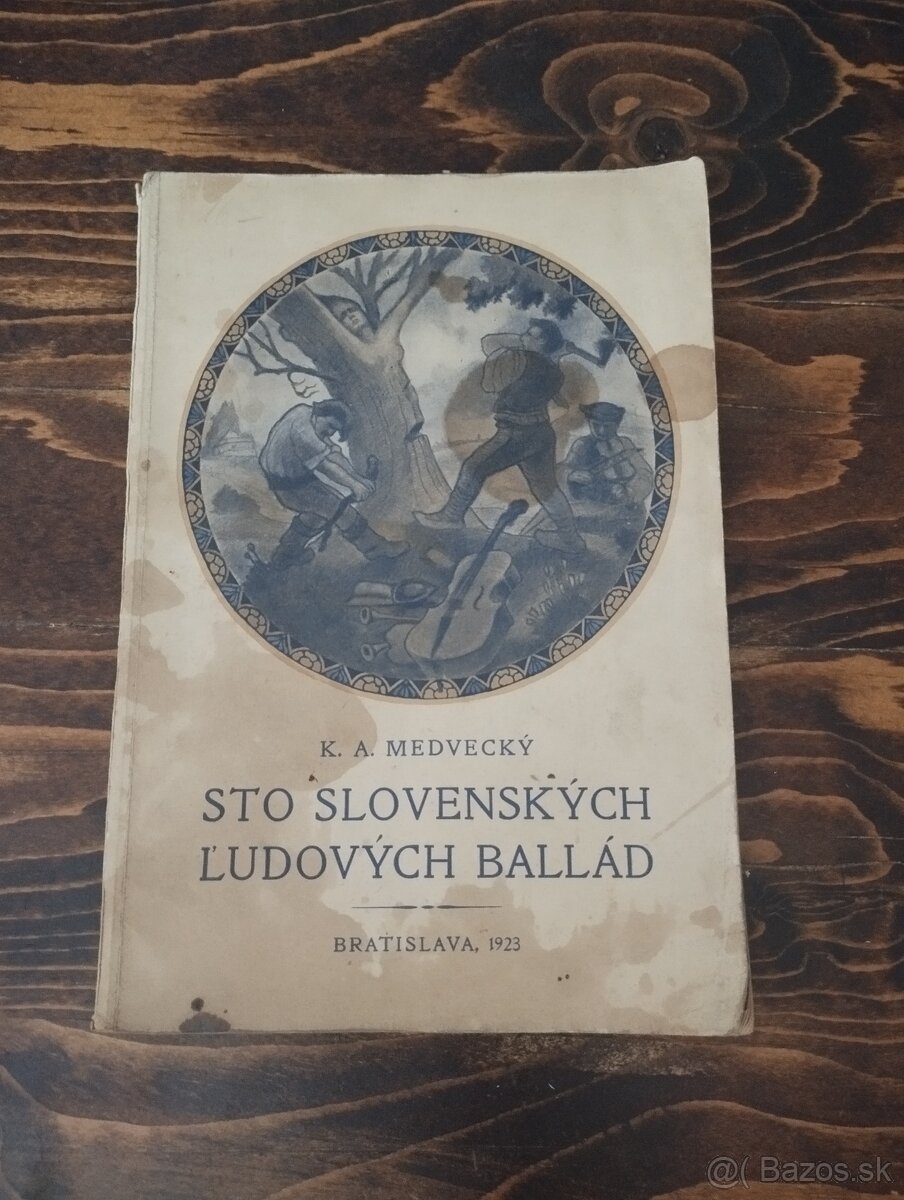 K. A. MEDVECKÝ
STO SLOVENSKÝCH
ĽUDOVÝCH BALLÁD
BRATISLAVA, 1923
@( Bazos.sk